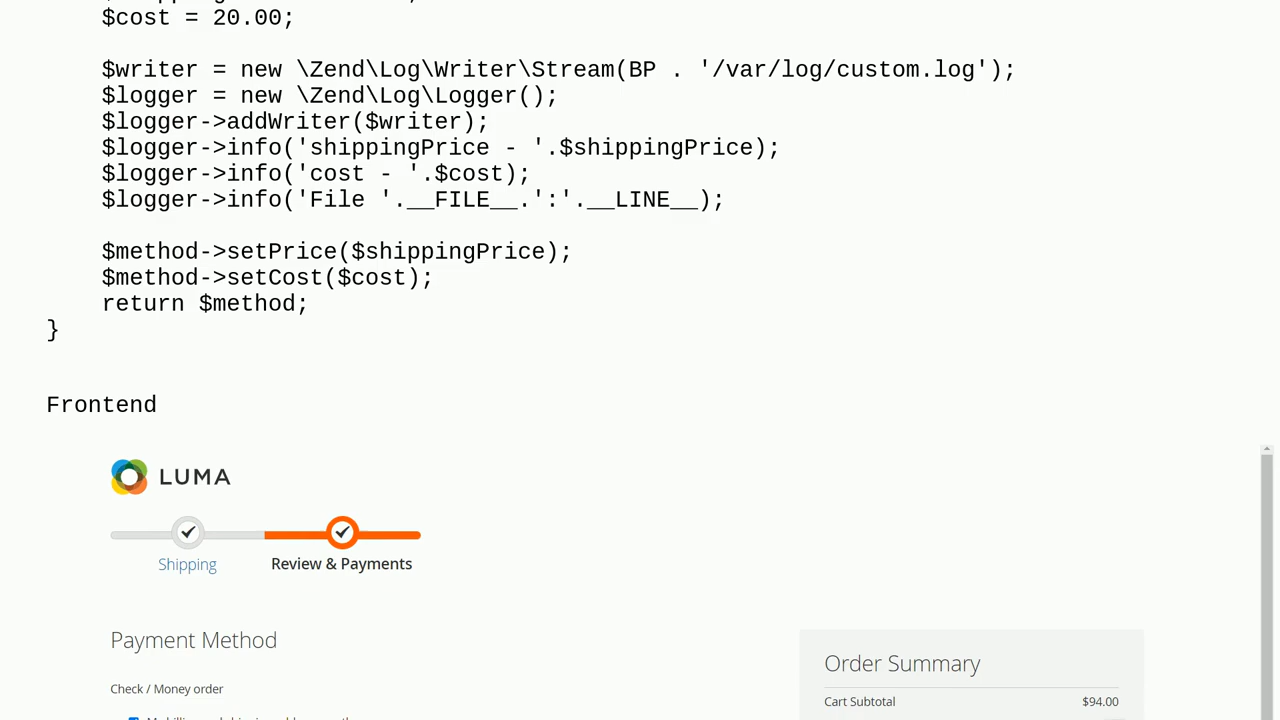 $cost = 20.00;
$writer = new \Zend\Log\Writer\Stream(BP . '/var/log/custom.log');
$logger = new \Zend\Log\Logger();
$logger->addWriter($writer);
$logger->info('shippingPrice - '.$shippingPrice);
$logger->info('cost - '.$cost);
$logger->info('File '.__FILE__.':'.__LINE__);
$method->setPrice($shippingPrice);
$method->setCost($cost);
return $method;
}
Frontend
LUMA
Shipping
Review & Payments
Payment Method
Order Summary
Check / Money order
Cart Subtotal $94.00